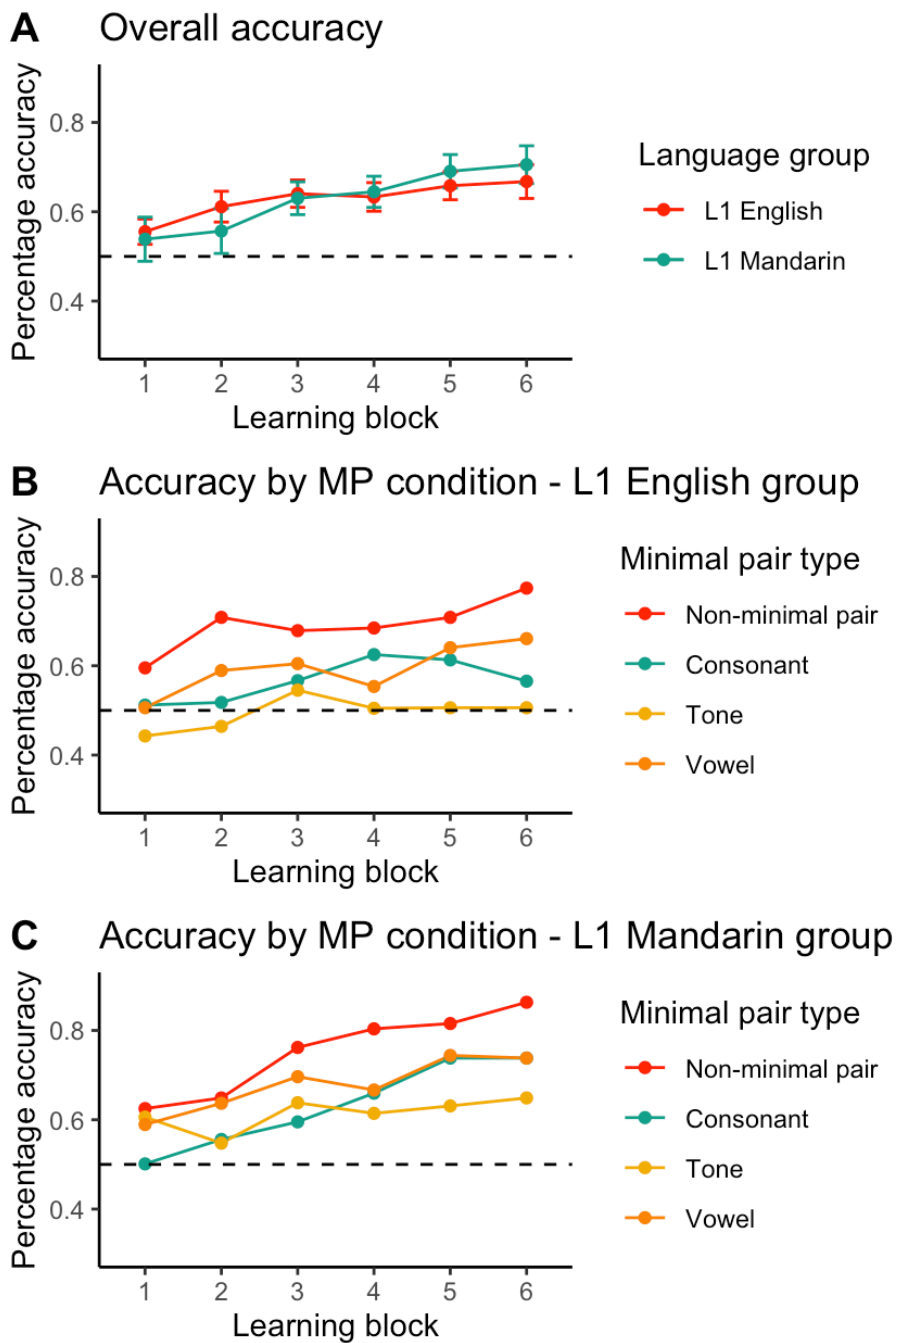 A Overall accuracy
Percentage accuracy
0.8
0.6
0.4
1 2 3 4 5 6
Learning block
Language group
L1 English
L1 Mandarin
B Accuracy by MP condition - L1 English group
Percentage accuracy
0.8
0.6
0.4
1 2 3 4 5 6
Learning block
Minimal pair type
Non-minimal pair
Consonant
Tone
Vowel
C Accuracy by MP condition - L1 Mandarin group
Percentage accuracy
0.8
0.6
0.4
1 2 3 4 5 6
Learning block
Minimal pair type
Non-minimal pair
Consonant
Tone
Vowel